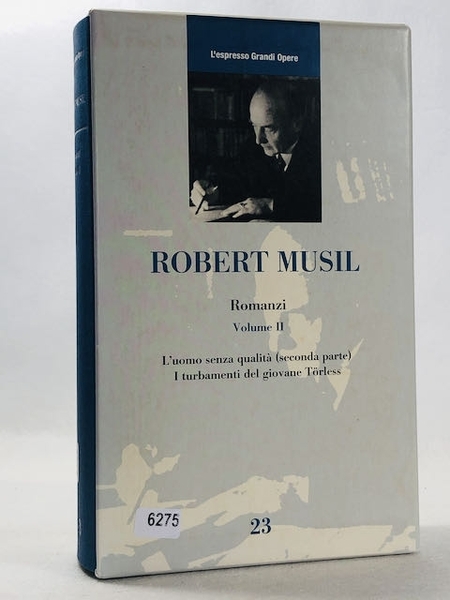 L'espresso Grandi Opere
ROBERT MUSIL
Romanzi
Volume II
L'uomo senza qualità (seconda parte)
I turbamenti del giovane Törless
6275
23